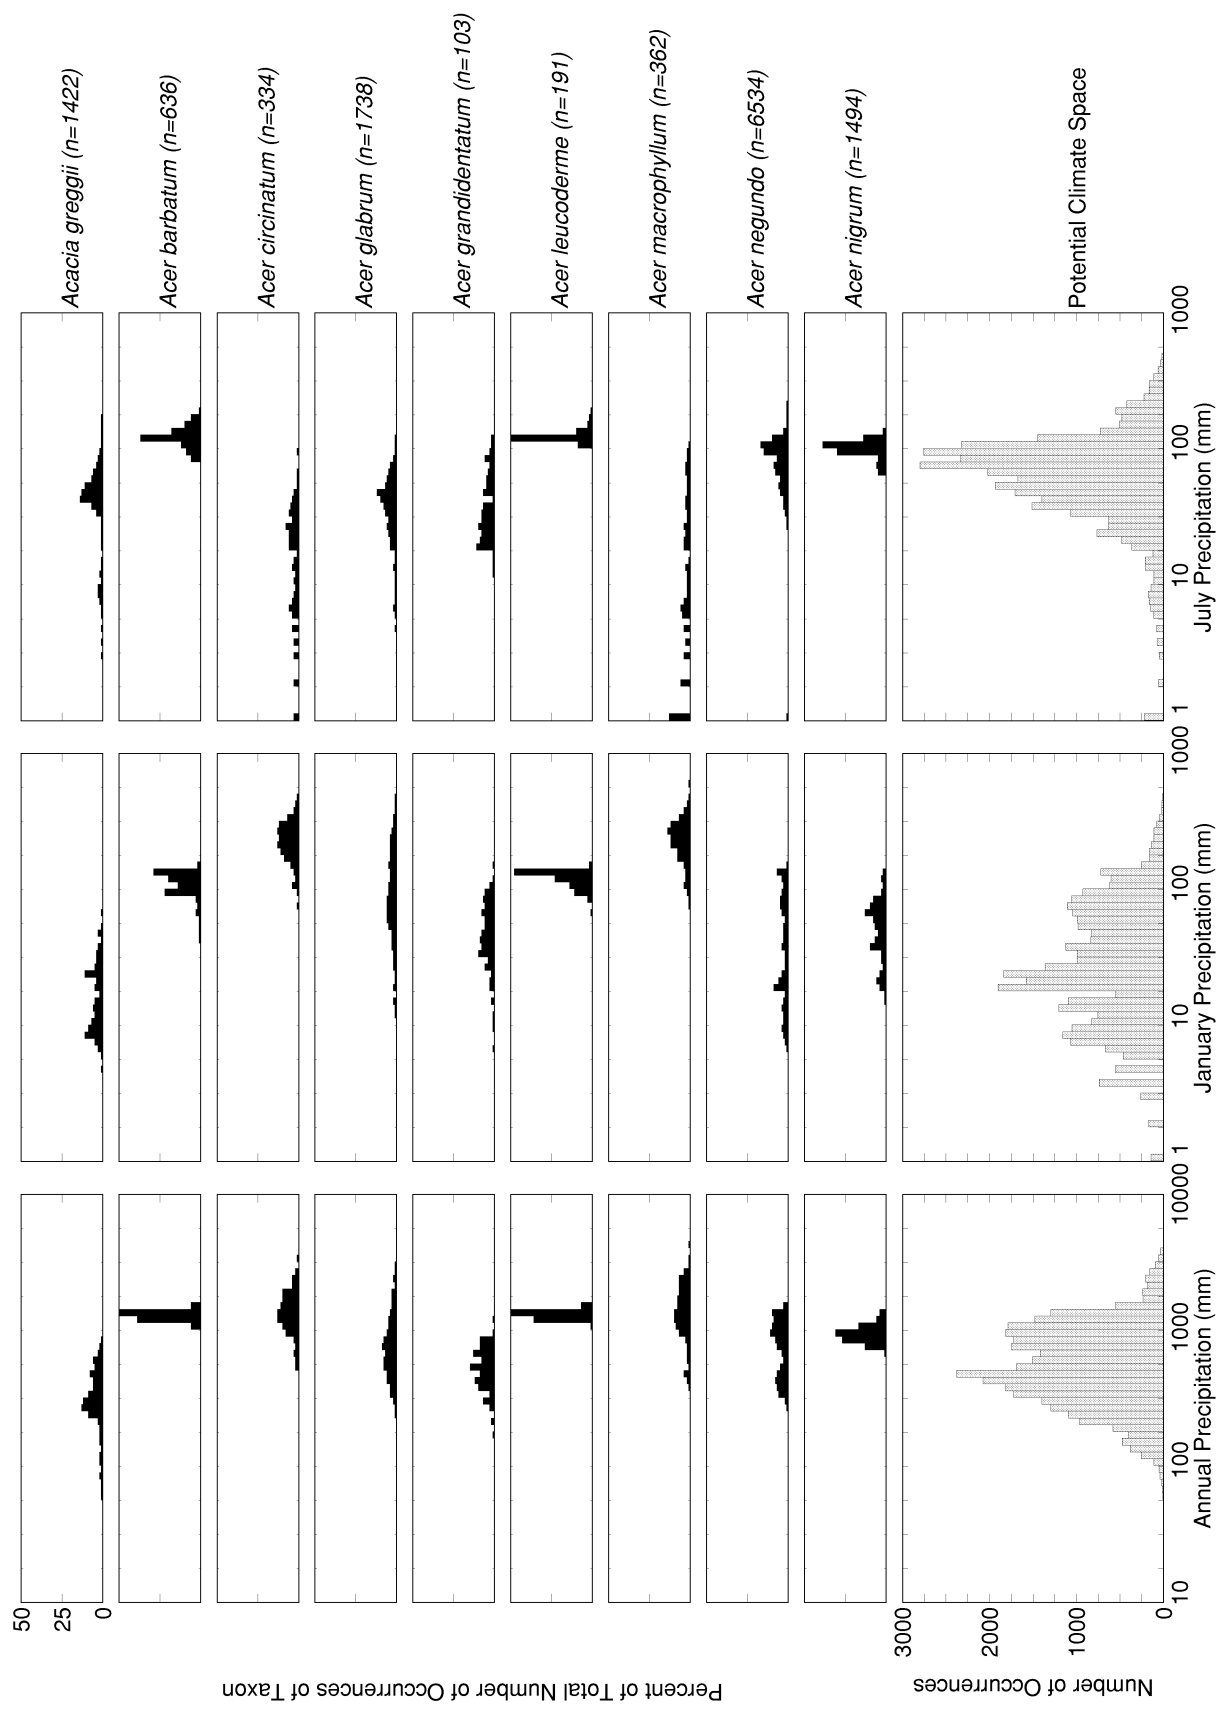 Acacia greggii (n=1422)
Acer barbatum (n=636)
Acer circinatum (n=334)
Acer glabrum (n=1738)
Acer grandidentatum (n=103)
Acer leucoderme (n=191)
Acer macrophyllum (n=362)
Acer negundo (n=6534)
Acer nigrum (n=1494)
Potential Climate Space
50
25
0
Percent of Total Number of Occurrences of Taxon
3000
2000
1000
0
Number of Occurrences
10
100
1000
10000
Annual Precipitation (mm)
1
10
100
1000
January Precipitation (mm)
1
10
100
1000
July Precipitation (mm)